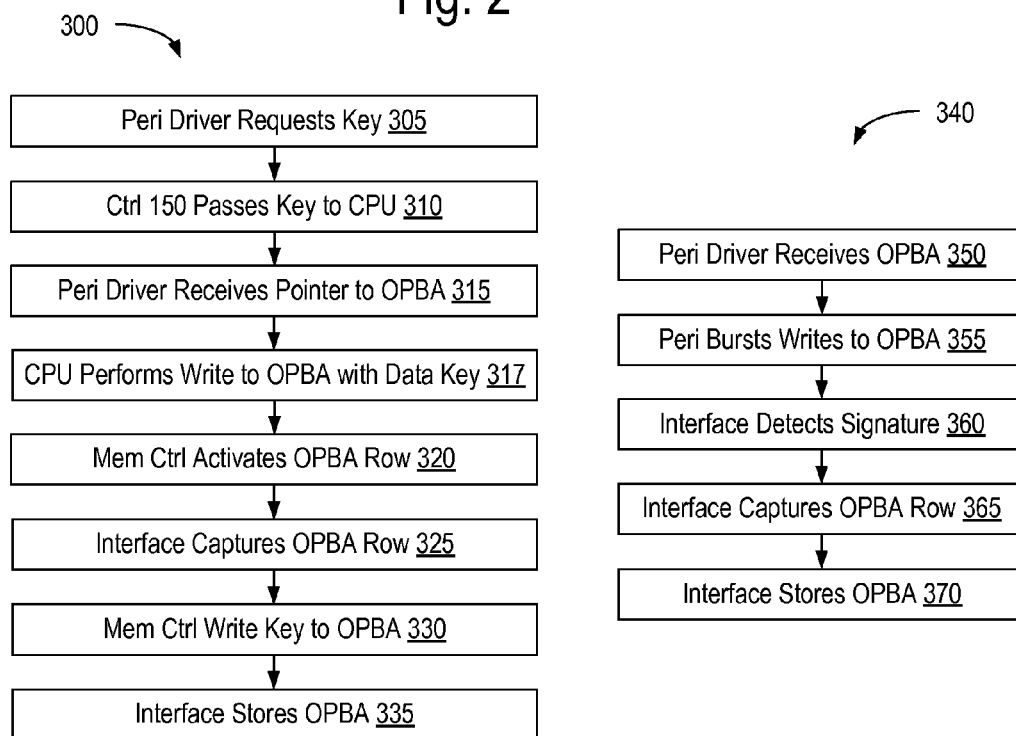 Fig. 2
300
Peri Driver Requests Key 305
Ctrl 150 Passes Key to CPU 310
Peri Driver Receives Pointer to OPBA 315
CPU Performs Write to OPBA with Data Key 317
Mem Ctrl Activates OPBA Row 320
Interface Captures OPBA Row 325
Mem Ctrl Write Key to OPBA 330
Interface Stores OPBA 335
340
Peri Driver Receives OPBA 350
Peri Bursts Writes to OPBA 355
Interface Detects Signature 360
Interface Captures OPBA Row 365
Interface Stores OPBA 370